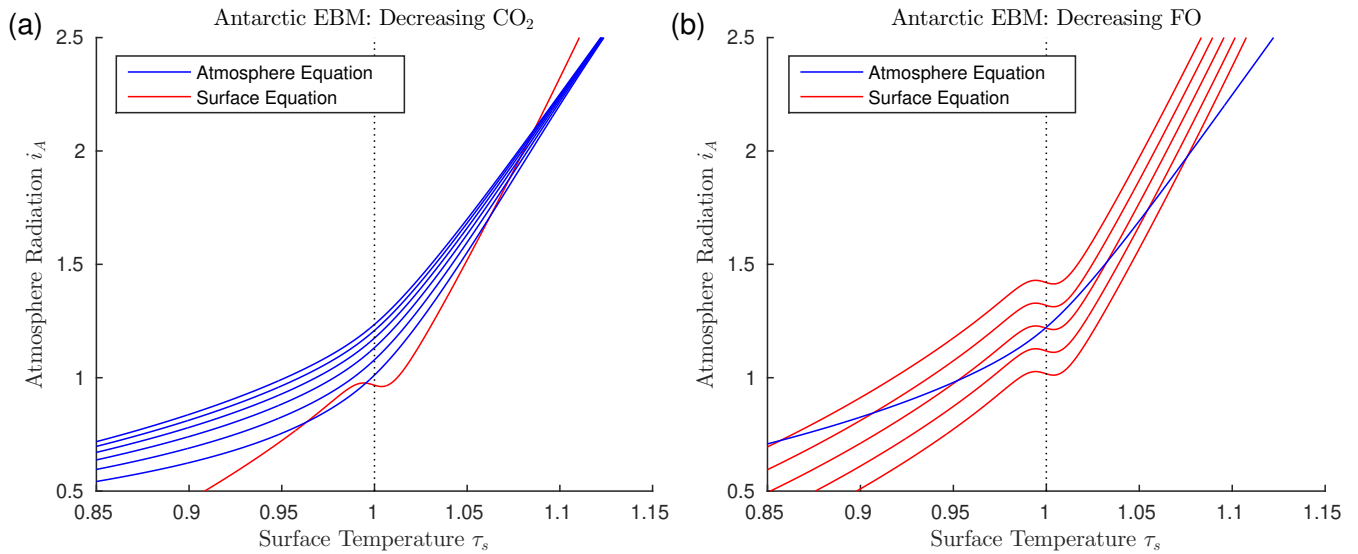 (a)
Antarctic EBM: Decreasing CO₂
2.5
2
1.5
1
0.5
Atmosphere Radiation i_A
Atmosphere Equation
Surface Equation
0.85 0.9 0.95 1 1.05 1.1 1.15
Surface Temperature τ_s
(b)
Antarctic EBM: Decreasing FO
2.5
2
1.5
1
0.5
Atmosphere Radiation i_A
Atmosphere Equation
Surface Equation
0.85 0.9 0.95 1 1.05 1.1 1.15
Surface Temperature τ_s